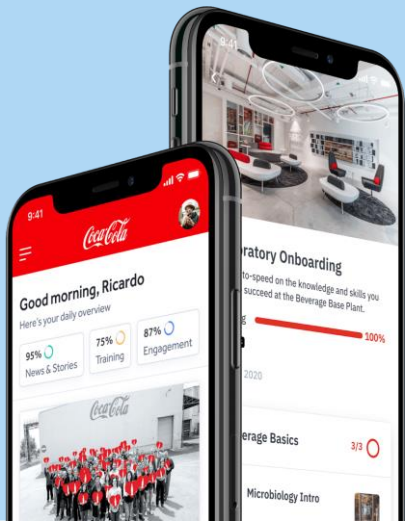 9:41
Coca-Cola
Good morning, Ricardo
Here's your daily overview
95%
News & Stories
75%
Training
87%
Engagement
Coca-Cola
9:41
ratory Onboarding
to-speed on the knowledge and skills you
succeed at the Beverage Base Plant.
g
100%
2020
erage Basics
3/3
Microbiology Intro